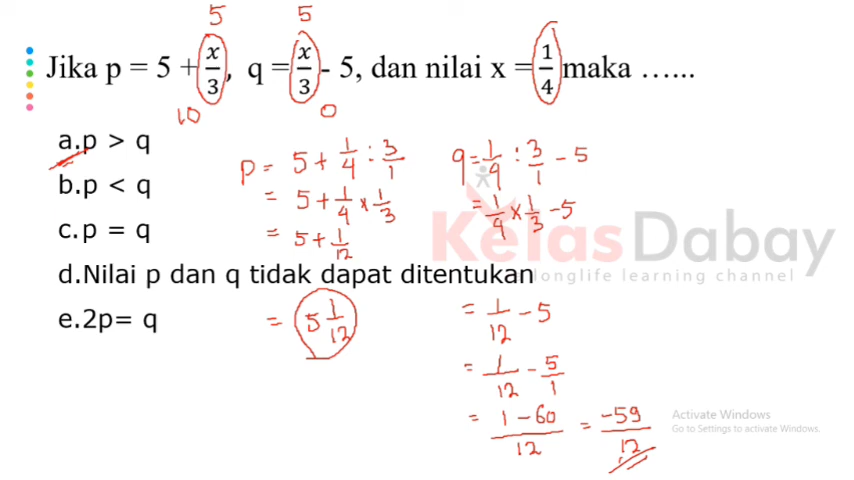 5 5
Jika p = 5 + x/3, q = x/3 - 5, dan nilai x = 1/4 maka …...
10 0
a.p > q
b.p < q
c.p = q
d.Nilai p dan q tidak dapat ditentukan
e.2p= q
p = 5 + 1/4 : 3/1
= 5 + 1/4 x 1/3
= 5 + 1/12
= 5 1/12
q = 1/4 : 3/1 - 5
= 1/4 x 1/3 - 5
= 1/12 - 5
= 1/12 - 5/1
= 1 - 60/12 = -59/12
KelasDabay
longlife learning channel
Activate Windows
Go to Settings to activate Windows.